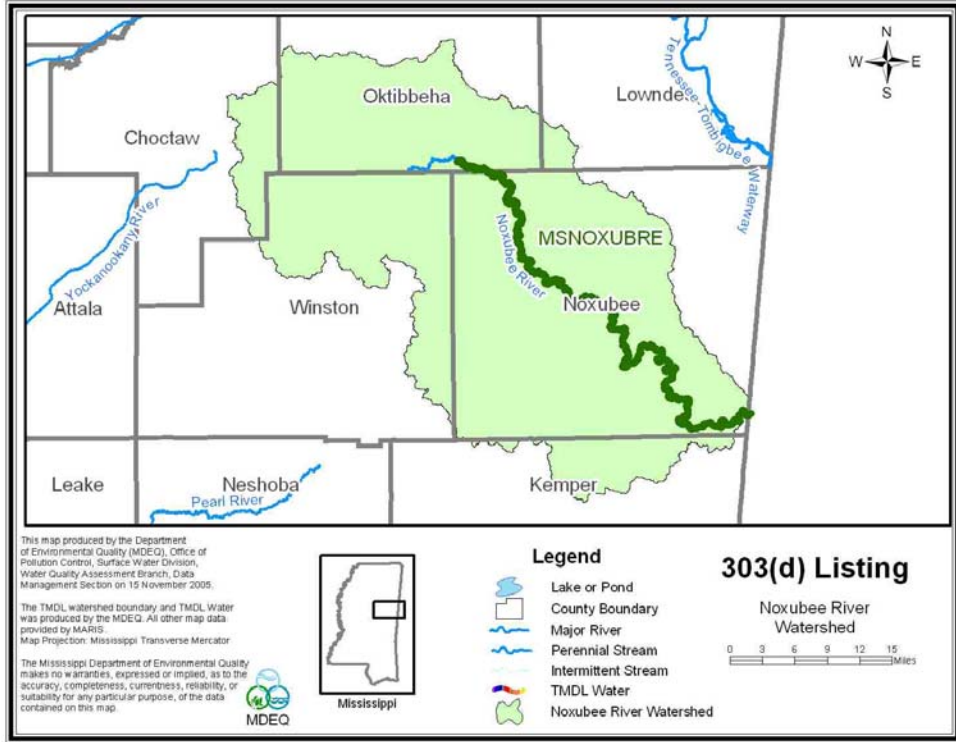 N
W E
S
Oktibbeha
Lowndes
Choctaw
Tennessee-Tombigbee Waterway
Yockanookany River
Noxubee River
MSNOXUBRE
Noxubee
Attala
Winston
Leake
Neshoba
Kemper
Pearl River
This map produced by the Department
of Environmental Quality (MDEQ), Office of
Pollution Control, Surface Water Division,
Water Quality Assessment Branch, Data
Management Section on 15 November 2005.
The TMDL watershed boundary and TMDL Water
was produced by the MDEQ. All other map data
provided by MARIS.
Map Projection: Mississippi Transverse Mercator
The Mississippi Department of Environmental Quality
makes no warranties, expressed or implied, as to the
accuracy, completeness, currentness, reliability, or
suitability for any particular purpose, of the data
contained on this map.
MDEQ
Mississippi
Legend
Lake or Pond
County Boundary
Major River
Perennial Stream
Intermittent Stream
TMDL Water
Noxubee River Watershed
303(d) Listing
Noxubee River
Watershed
0 3 6 9 12 15
Miles